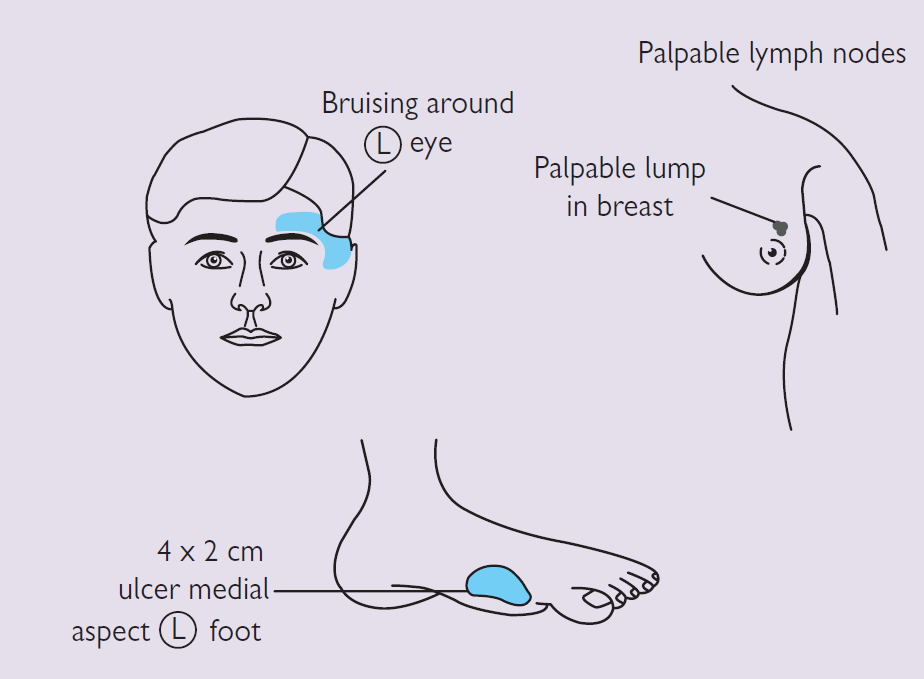 Palpable lymph nodes
Bruising around
L eye
Palpable lump
in breast
4 x 2 cm
ulcer medial
aspect L foot